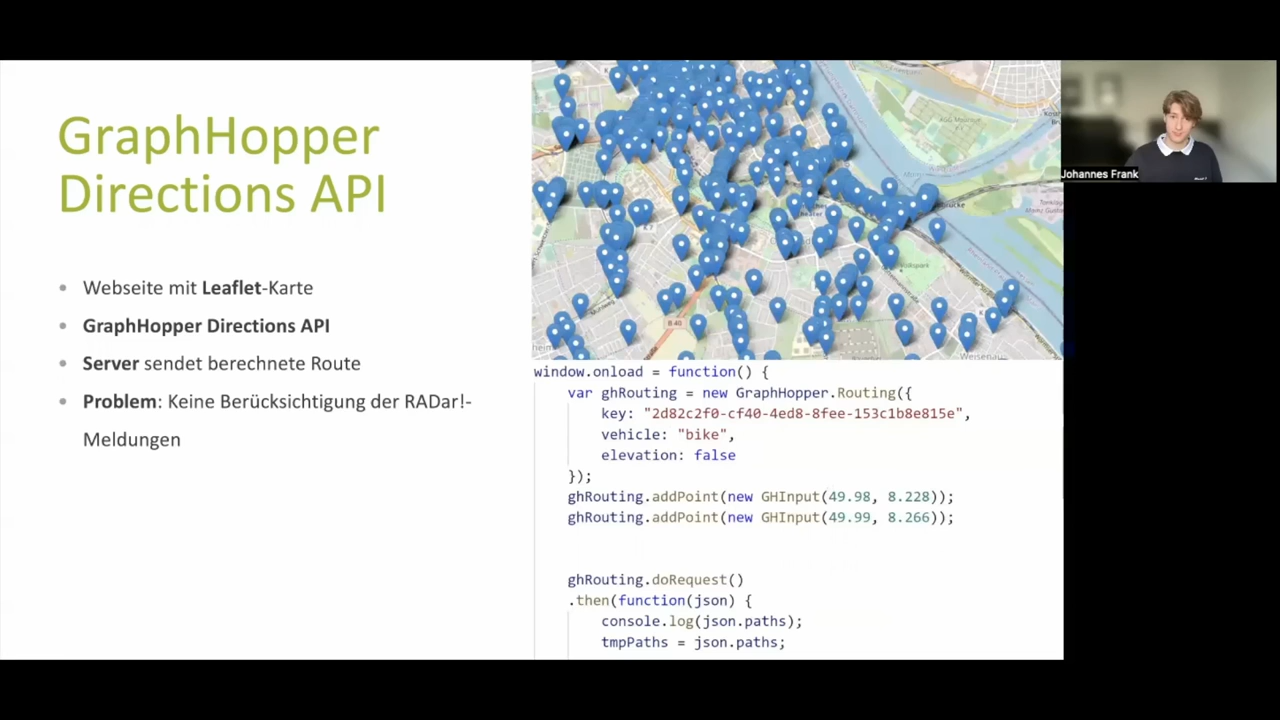 GraphHopper
Directions API
• Webseite mit Leaflet-Karte
• GraphHopper Directions API
• Server sendet berechnete Route
• Problem: Keine Berücksichtigung der RADar!-
Meldungen
B 40
Weisenau
Johannes Frank
window.onload = function() {
var ghRouting = new GraphHopper.Routing({
key: "2d82c2f0-cf40-4ed8-8fee-153c1b8e815e",
vehicle: "bike",
elevation: false
});
ghRouting.addPoint(new GHInput(49.98, 8.228));
ghRouting.addPoint(new GHInput(49.99, 8.266));
ghRouting.doRequest()
.then(function(json) {
console.log(json.paths);
tmpPaths = json.paths;